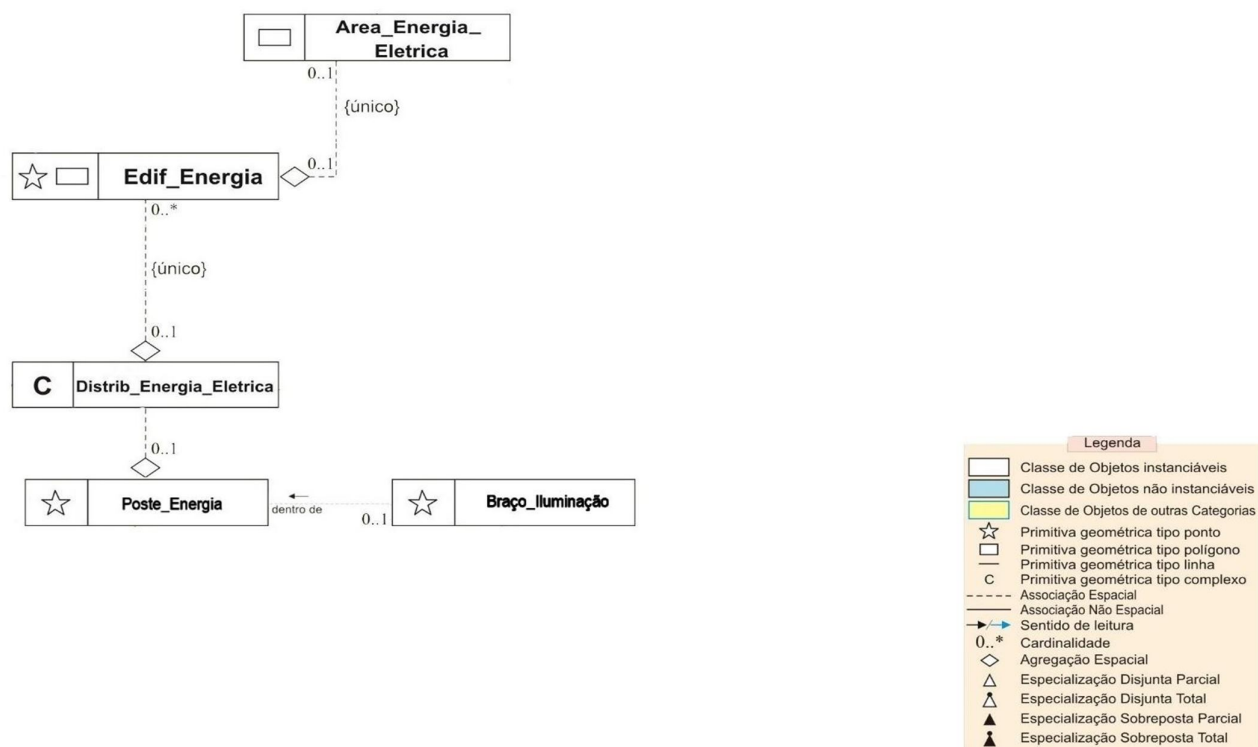 Area_Energia_
Eletrica
0..1
{único}
0..1
Edif_Energia
0..*
{único}
0..1
C Distrib_Energia_Eletrica
0..1
Poste_Energia
dentro de
0..1
Braço_Iluminação
Legenda
Classe de Objetos instanciáveis
Classe de Objetos não instanciáveis
Classe de Objetos de outras Categorias
Primitiva geométrica tipo ponto
Primitiva geométrica tipo polígono
Primitiva geométrica tipo linha
C Primitiva geométrica tipo complexo
Associação Espacial
Associação Não Espacial
Sentido de leitura
0..* Cardinalidade
Agregação Espacial
Especialização Disjunta Parcial
Especialização Disjunta Total
Especialização Sobreposta Parcial
Especialização Sobreposta Total